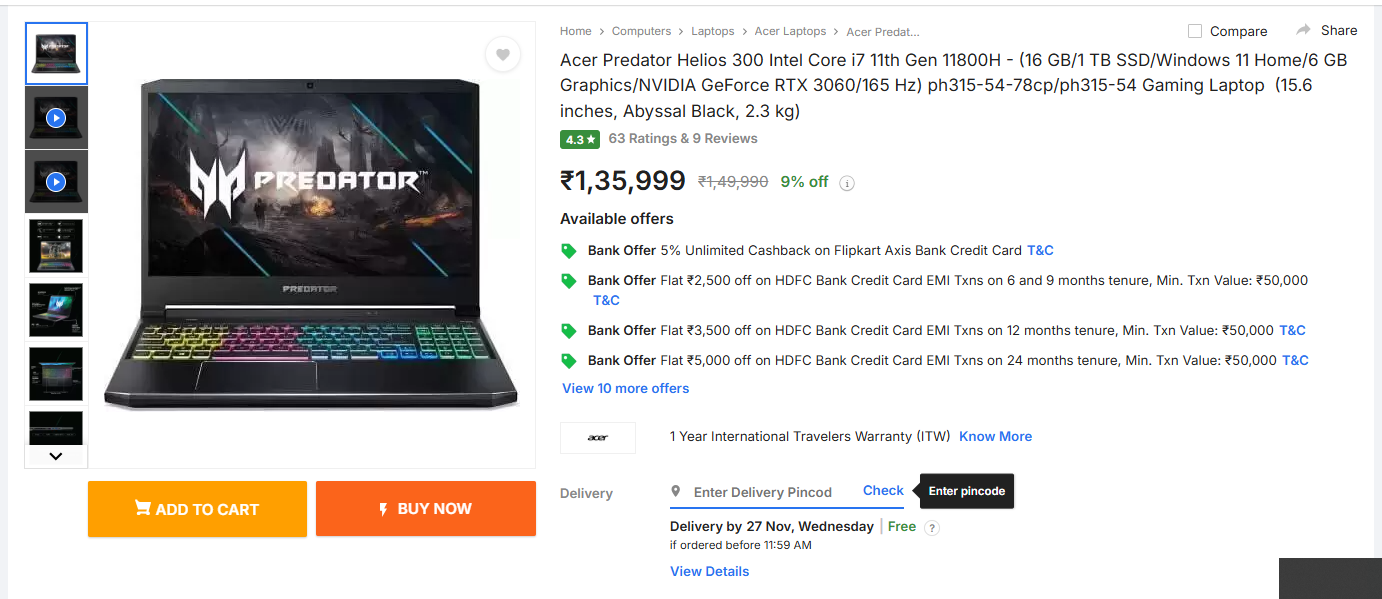 Home > Computers > Laptops > Acer Laptops > Acer Predat...
Compare
Share
Acer Predator Helios 300 Intel Core i7 11th Gen 11800H - (16 GB/1 TB SSD/Windows 11 Home/6 GB
Graphics/NVIDIA GeForce RTX 3060/165 Hz) ph315-54-78cp/ph315-54 Gaming Laptop (15.6
inches, Abyssal Black, 2.3 kg)
4.3★ 63 Ratings & 9 Reviews
₹1,35,999 ₹1,49,990 9% off
Available offers
Bank Offer 5% Unlimited Cashback on Flipkart Axis Bank Credit Card T&C
Bank Offer Flat ₹2,500 off on HDFC Bank Credit Card EMI Txns on 6 and 9 months tenure, Min. Txn Value: ₹50,000
T&C
Bank Offer Flat ₹3,500 off on HDFC Bank Credit Card EMI Txns on 12 months tenure, Min. Txn Value: ₹50,000 T&C
Bank Offer Flat ₹5,000 off on HDFC Bank Credit Card EMI Txns on 24 months tenure, Min. Txn Value: ₹50,000 T&C
View 10 more offers
acer
1 Year International Travelers Warranty (ITW) Know More
Delivery
Enter Delivery Pincod
Check
Enter pincode
Delivery by 27 Nov, Wednesday | Free ?
if ordered before 11:59 AM
View Details
PREDATOR™
PREDATOR
ADD TO CART
BUY NOW